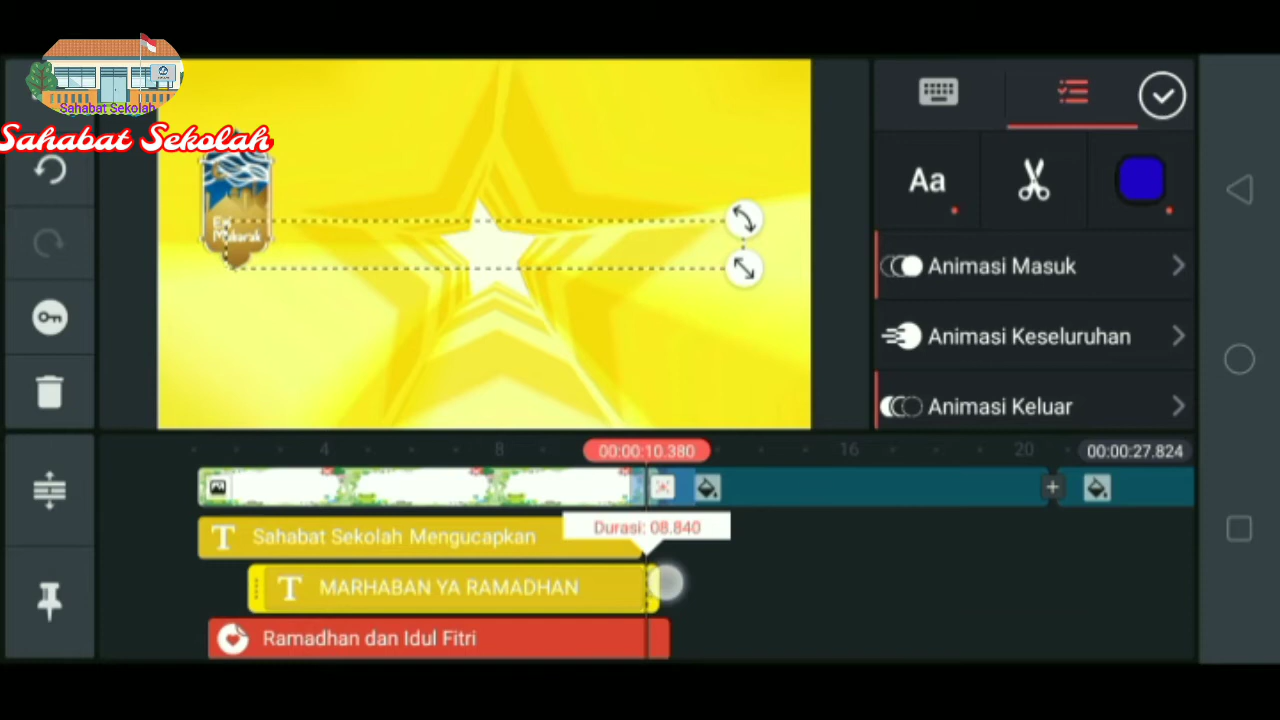 Sahabat Sekolah
Sahabat Sekolah
Mubarak
Aa
Animasi Masuk
Animasi Keseluruhan
Animasi Keluar
4
8
00:00:10.380
16
20
00:00:27.824
Sahabat Sekolah Mengucapkan
Durasi: 08.840
T
MARHABAN YA RAMADHAN
T
Ramadhan dan Idul Fitri